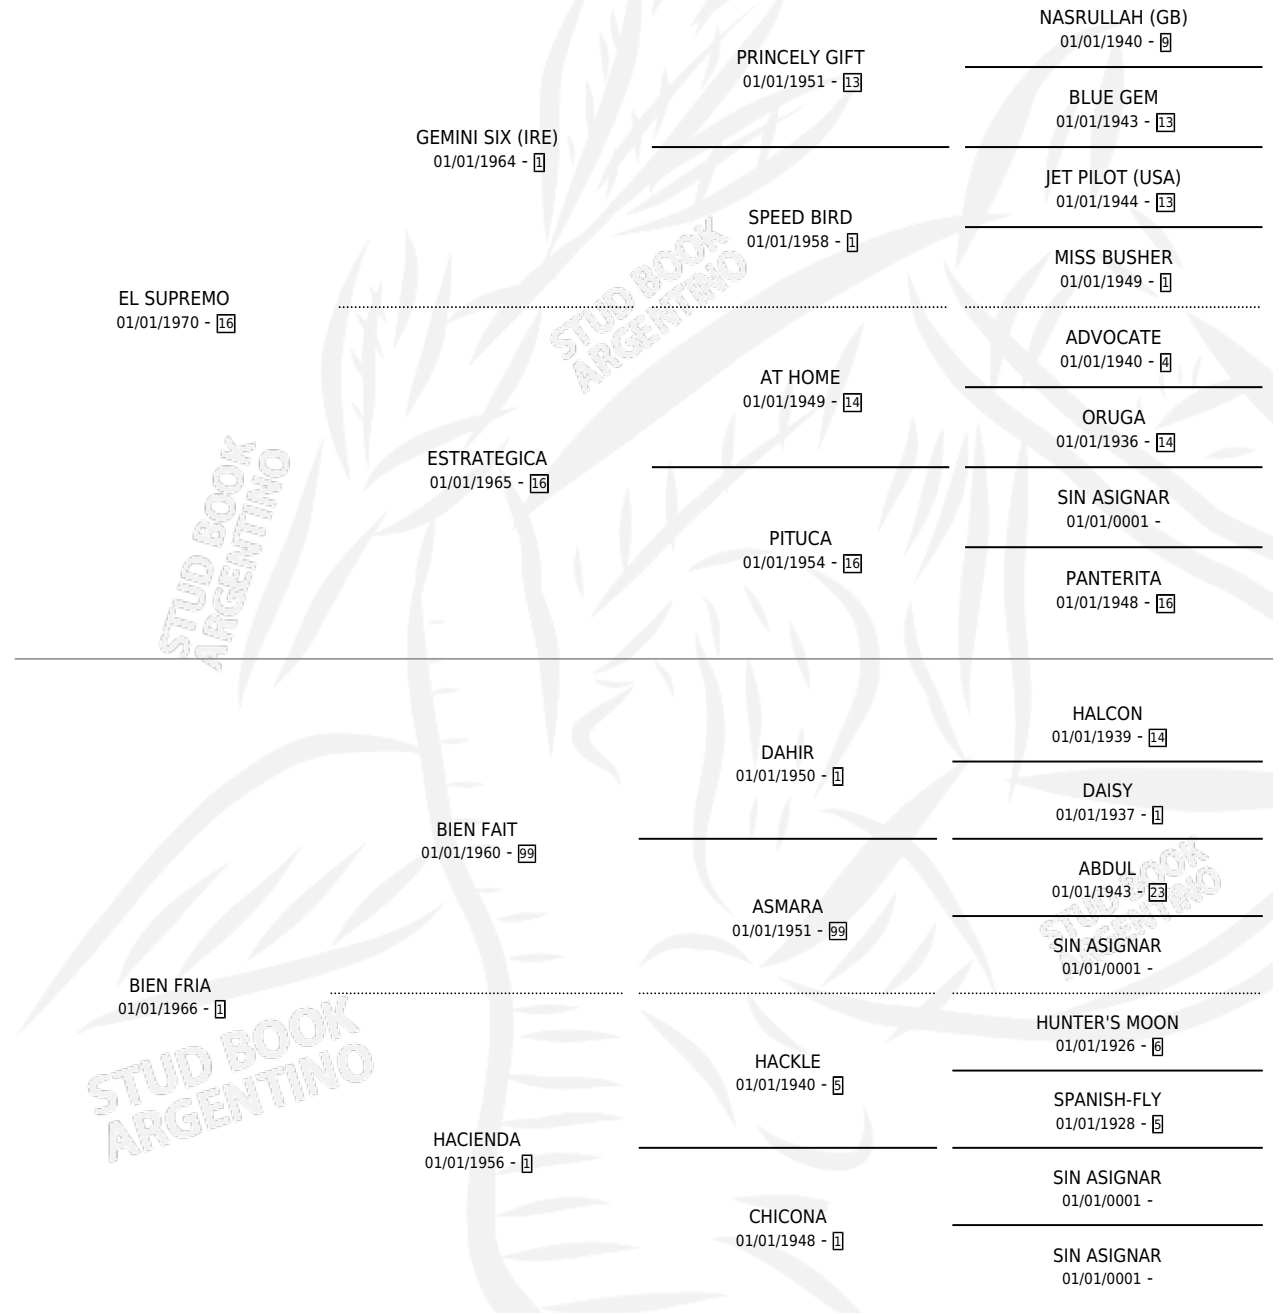 NASRULLAH (GB)
01/01/1940 - 9
PRINCELY GIFT
01/01/1951 - 13
BLUE GEM
01/01/1943 - 13
GEMINI SIX (IRE)
01/01/1964 - 1
JET PILOT (USA)
01/01/1944 - 13
SPEED BIRD
01/01/1958 - 1
MISS BUSHER
01/01/1949 - 1
EL SUPREMO
01/01/1970 - 16
ADVOCATE
01/01/1940 - 4
AT HOME
01/01/1949 - 14
ORUGA
01/01/1936 - 14
ESTRATEGICA
01/01/1965 - 16
SIN ASIGNAR
01/01/0001 -
PITUCA
01/01/1954 - 16
PANTERITA
01/01/1948 - 16
HALCON
01/01/1939 - 14
DAHIR
01/01/1950 - 1
DAISY
01/01/1937 - 1
BIEN FAIT
01/01/1960 - 99
ABDUL
01/01/1943 - 23
ASMARA
01/01/1951 - 99
SIN ASIGNAR
01/01/0001 -
BIEN FRIA
01/01/1966 - 1
HUNTER'S MOON
01/01/1926 - 6
HACKLE
01/01/1940 - 5
SPANISH-FLY
01/01/1928 - 5
HACIENDA
01/01/1956 - 1
SIN ASIGNAR
01/01/0001 -
CHICONA
01/01/1948 - 1
SIN ASIGNAR
01/01/0001 -
STUD BOOK
ARGENTINO
STUD BOOK
ARGENTINO
STUD BOOK
ARGENTINO
STUD BOOK
ARGENTINO